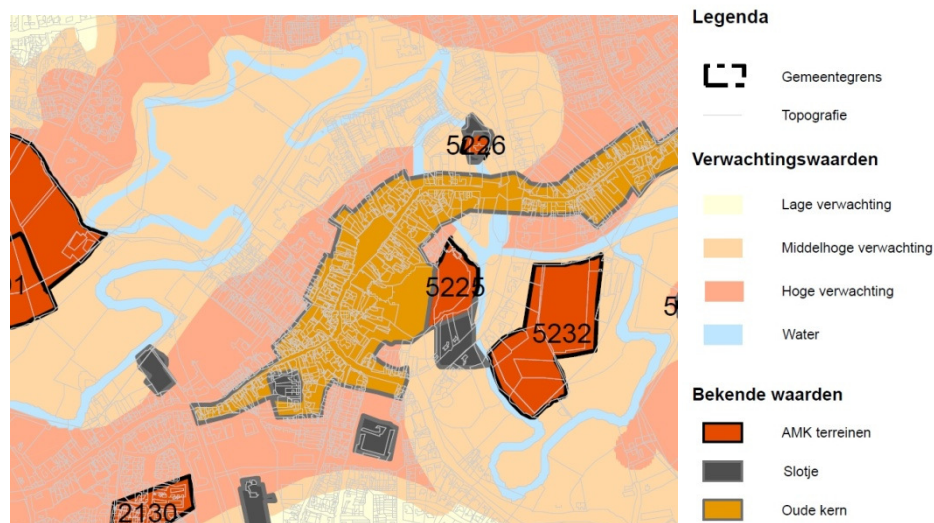 5226
5225
5232
2130
Legenda
Gemeentegrens
Topografie
Verwachtingswaarden
Lage verwachting
Middelhoge verwachting
Hoge verwachting
Water
Bekende waarden
AMK terreinen
Slotje
Oude kern